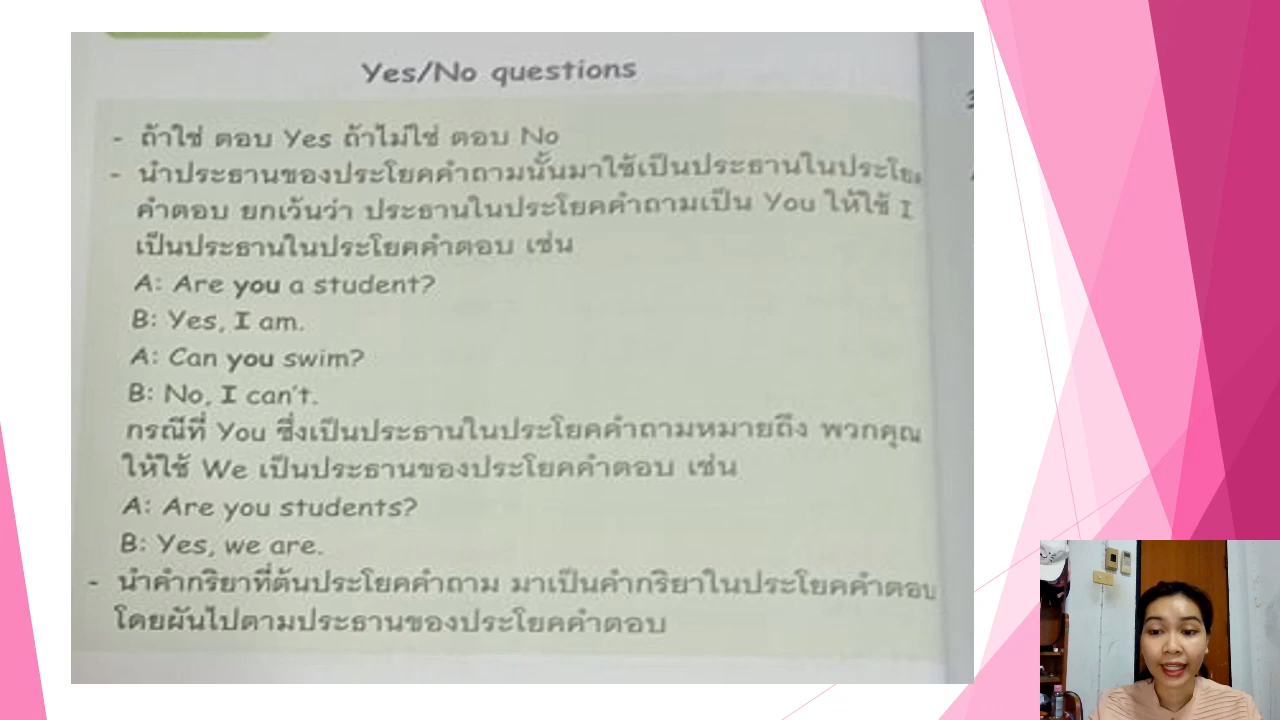 Yes/No questions
- ถ้าใช่ ตอบ Yes ถ้าไม่ใช่ ตอบ No
- นำประธานของประโยคคำถามนั้นมาใช้เป็นประธานในประโย
คำตอบ ยกเว้นว่า ประธานในประโยคคำถามเป็น You ให้ใช้ I
เป็นประธานในประโยคคำตอบ เช่น
A: Are you a student?
B: Yes, I am.
A: Can you swim?
B: No, I can't.
กรณีที่ You ซึ่งเป็นประธานในประโยคคำถามหมายถึง พวกคุณ
ให้ใช้ We เป็นประธานของประโยคคำตอบ เช่น
A: Are you students?
B: Yes, we are.
- นำคำกริยาที่ต้นประโยคคำถาม มาเป็นคำกริยาในประโยคคำตอบ
โดยผันไปตามประธานของประโยคคำตอบ